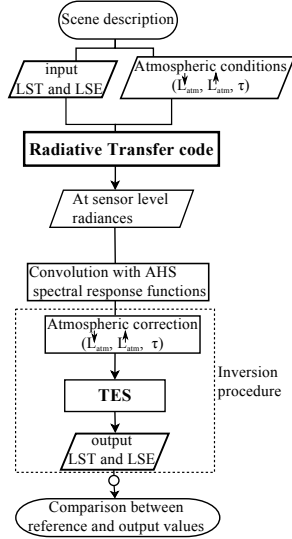 Scene description
input
LST and LSE
Atmospheric conditions
(L↓atm, L↑atm, τ)
Radiative Transfer code
At sensor level
radiances
Convolution with AHS
spectral response functions
Atmospheric correction
(L↓atm, L↑atm, τ)
Inversion
procedure
TES
output
LST and LSE
Comparison between
reference and output values